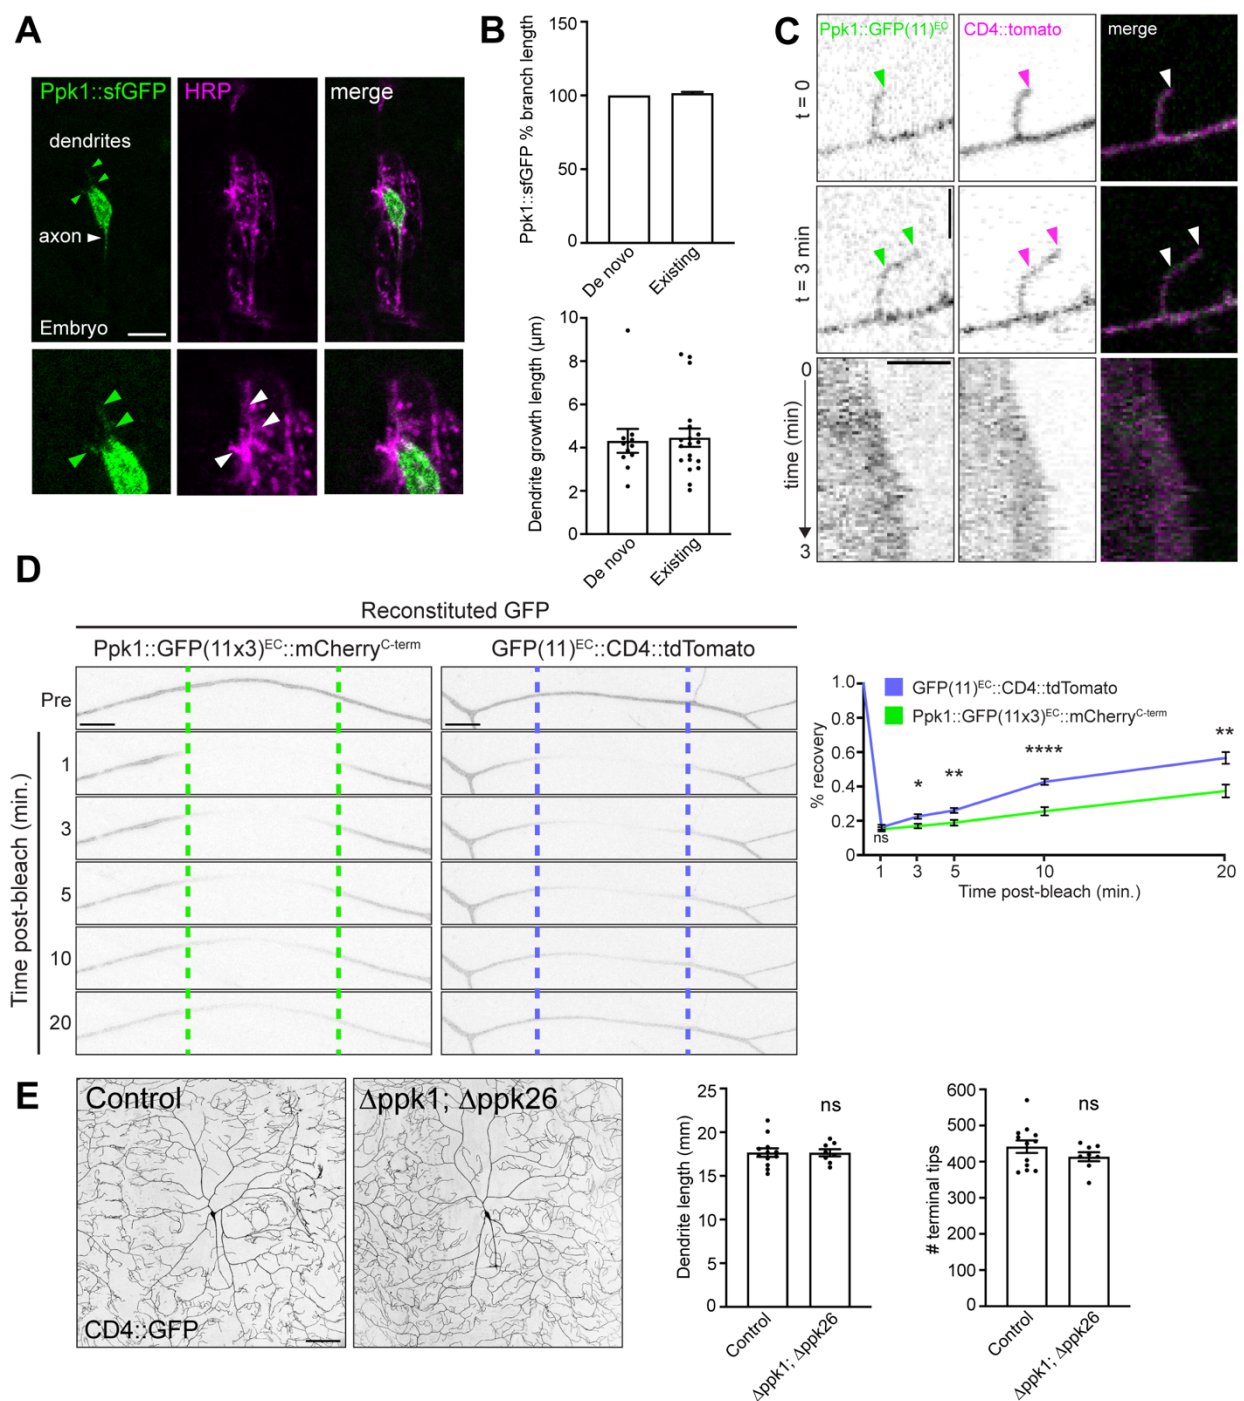 A
Ppk1::sfGFP
HRP
merge
dendrites
axon
Embryo
B
Ppk1::sfGFP % branch length
150
100
50
0
De novo
Existing
Dendrite growth length (µm)
10
8
6
4
2
0
De novo
Existing
C
Ppk1::GFP(11)EC
CD4::tomato
merge
t = 0
t = 3 min
0
time (min)
3
D
Reconstituted GFP
Ppk1::GFP(11x3)EC::mCherryC-term
GFP(11)EC::CD4::tdTomato
Pre
Time post-bleach (min.)
1
3
5
10
20
% recovery
1.0
0.8
0.6
0.4
0.2
0
GFP(11)EC::CD4::tdTomato
Ppk1::GFP(11x3)EC::mCherryC-term
ns
*
**
****
**
1 3 5 10 20
Time post-bleach (min.)
E
Control
Δppk1; Δppk26
CD4::GFP
Dendrite length (mm)
25
20
15
10
5
0
ns
Control
Δppk1; Δppk26
# terminal tips
600
500
400
300
200
100
0
ns
Control
Δppk1; Δppk26